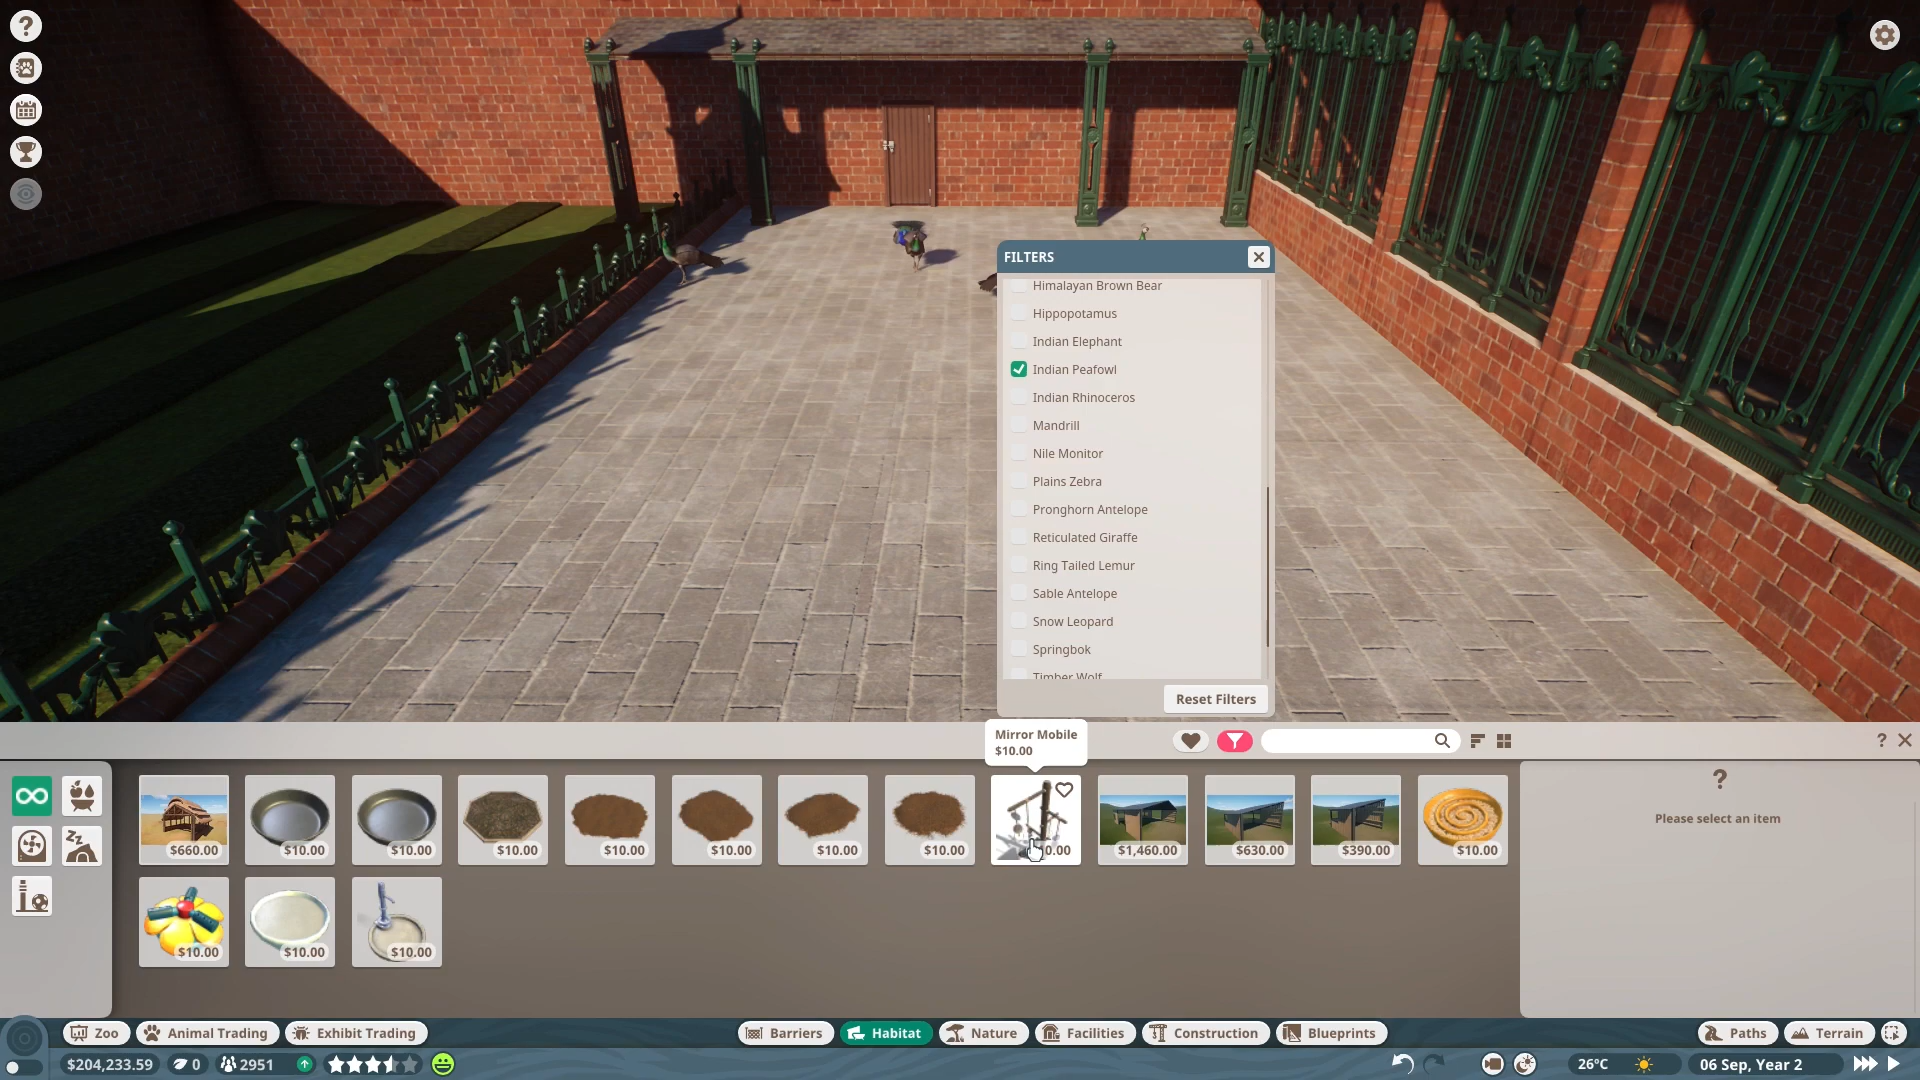 FILTERS
Himalayan Brown Bear
Hippopotamus
Indian Elephant
Indian Peafowl
Indian Rhinoceros
Mandrill
Nile Monitor
Plains Zebra
Pronghorn Antelope
Reticulated Giraffe
Ring Tailed Lemur
Sable Antelope
Snow Leopard
Springbok
Timber Wolf
Reset Filters
Mirror Mobile
$10.00
$660.00
$10.00
$10.00
$10.00
$10.00
$10.00
$10.00
$10.00
0.00
$1,460.00
$630.00
$390.00
$10.00
$10.00
$10.00
$10.00
?
Please select an item
Zoo
Animal Trading
Exhibit Trading
Barriers
Habitat
Nature
Facilities
Construction
Blueprints
Paths
Terrain
$204,233.59
0
2951
26°C
06 Sep, Year 2